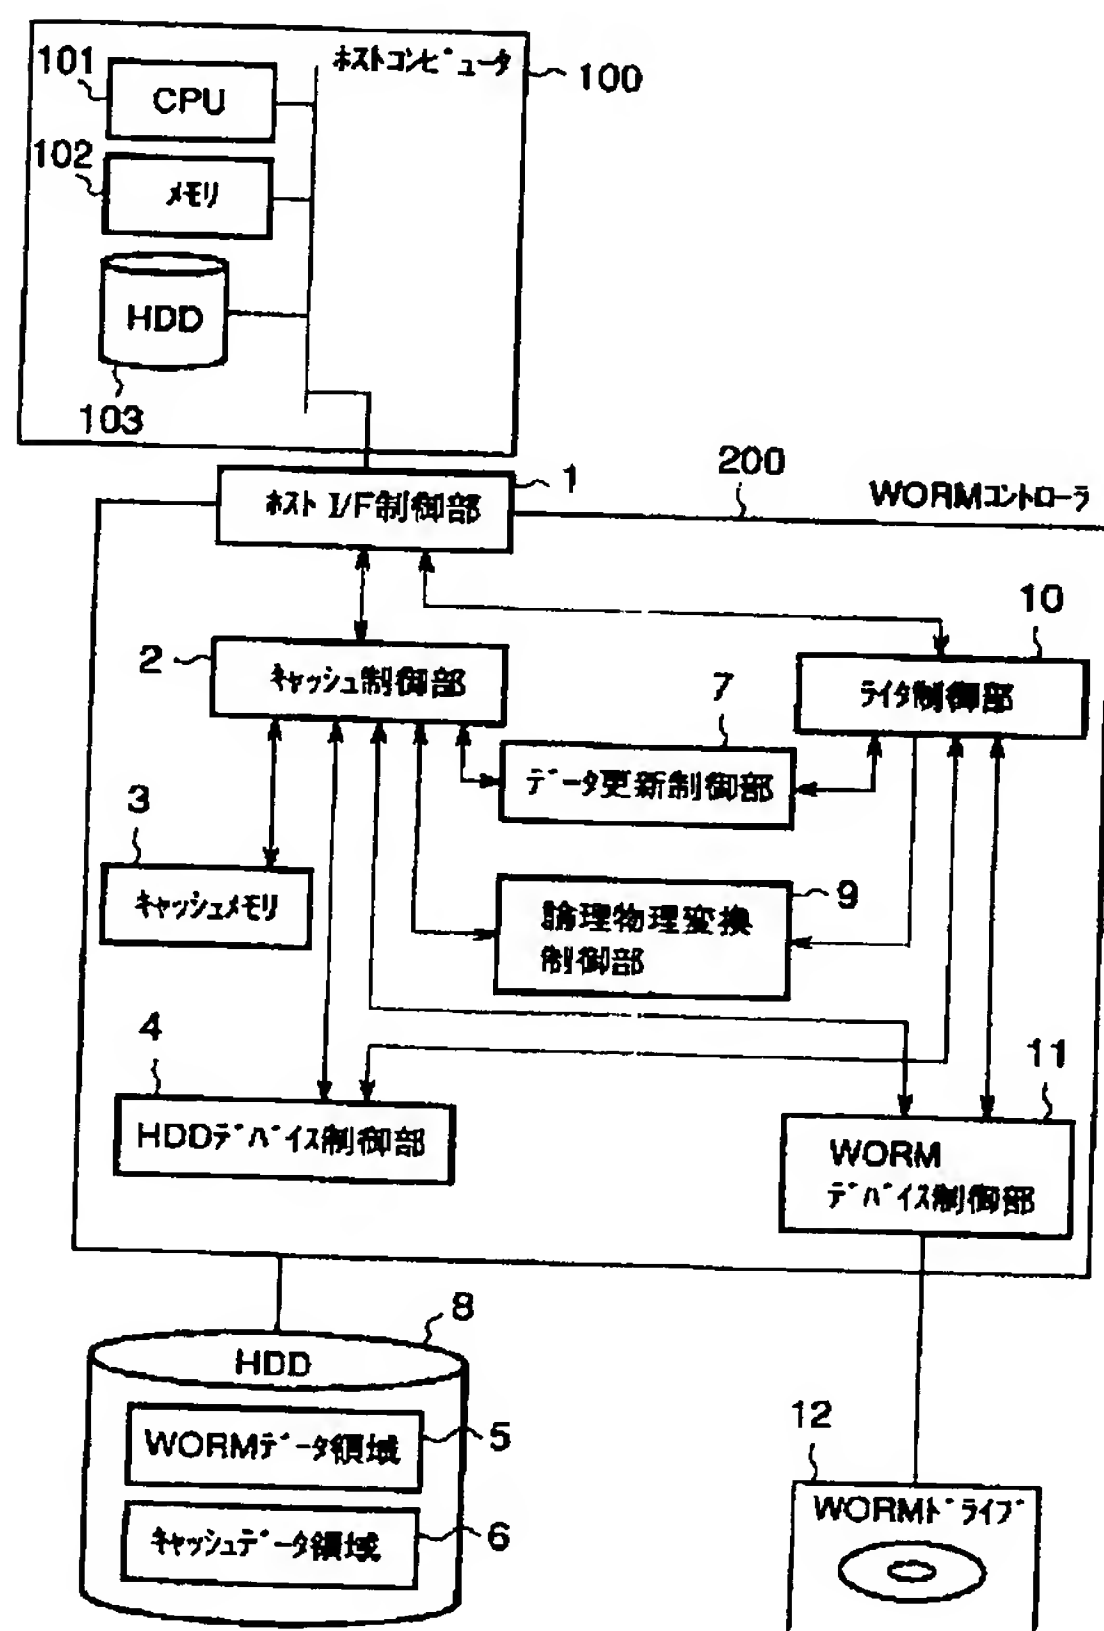 ホストコンピュータ
100
101
CPU
102
メモリ
HDD
103
1
ホスト I/F制御部
200
WORMコントローラ
10
2
キャッシュ制御部
7
ライタ制御部
データ更新制御部
3
キャッシュメモリ
9
論理物理変換
制御部
4
HDDデバイス制御部
11
WORM
デバイス制御部
8
HDD
WORMデータ領域
5
キャッシュデータ領域
6
12
WORMドライブ